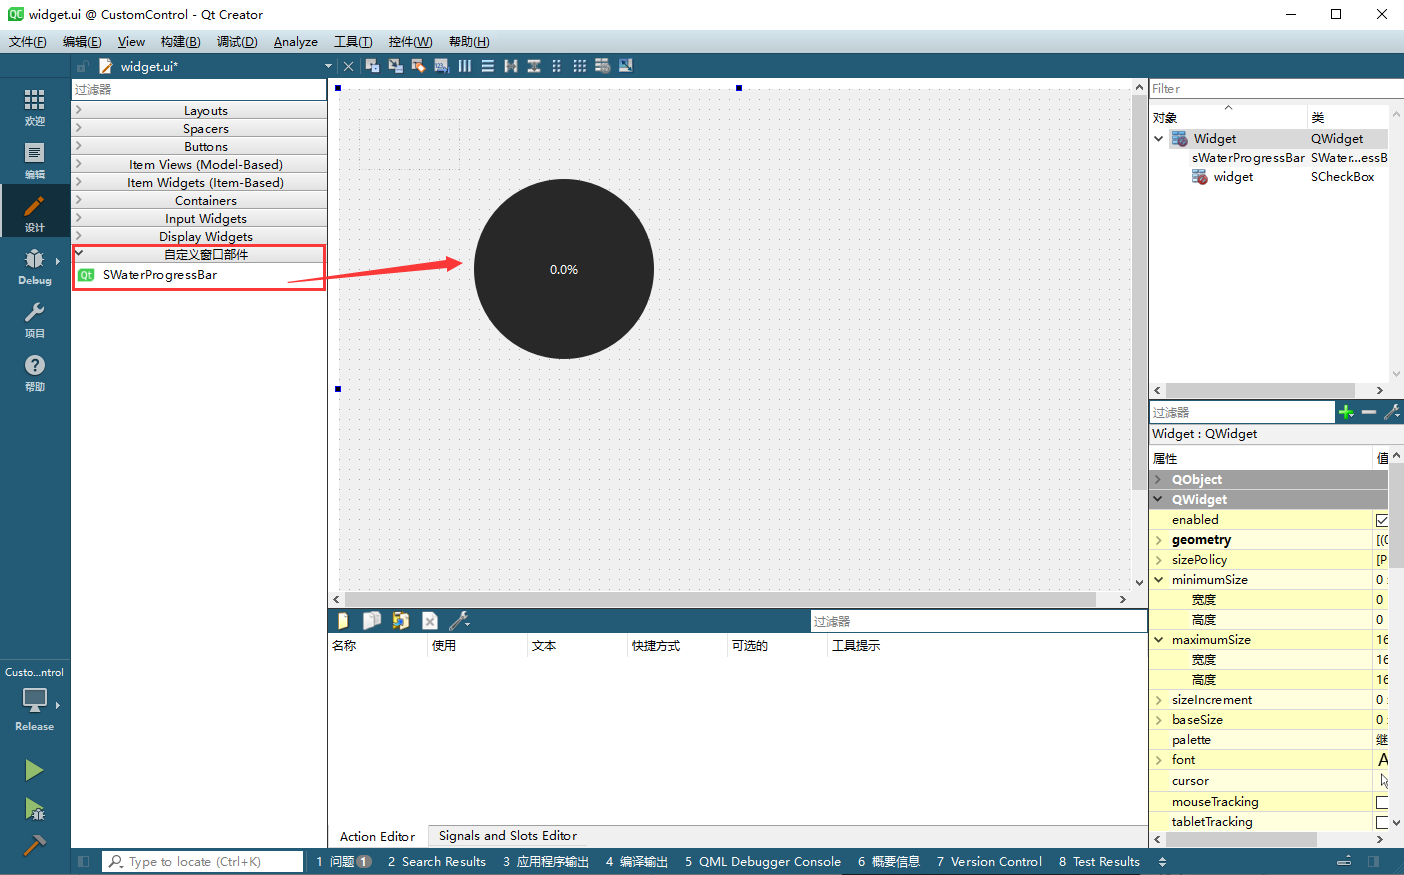 widget.ui @ CustomControl - Qt Creator
文件(F) 编辑(E) View 构建(B) 调试(D) Analyze 工具(T) 控件(W) 帮助(H)
widget.ui*
过滤器
Layouts
Spacers
Buttons
Item Views (Model-Based)
Item Widgets (Item-Based)
Containers
Input Widgets
Display Widgets
自定义窗口部件
Qt SWaterProgressBar
欢迎
编辑
设计
Debug
项目
帮助
Custo...ntrol
Release
0.0%
Filter
对象 类
Widget QWidget
sWaterProgressBar SWater...essB
widget SCheckBox
过滤器
Widget : QWidget
属性 值
QObject
QWidget
enabled
geometry [(0
sizePolicy [P
minimumSize 0
宽度 0
高度 0
maximumSize 16
宽度 16
高度 16
sizeIncrement 0
baseSize 0
palette 继
font A
cursor
mouseTracking
tabletTracking
过滤器
名称 使用 文本 快捷方式 可选的 工具提示
Action Editor Signals and Slots Editor
Type to locate (Ctrl+K) 1 问题 1 2 Search Results 3 应用程序输出 4 编译输出 5 QML Debugger Console 6 概要信息 7 Version Control 8 Test Results